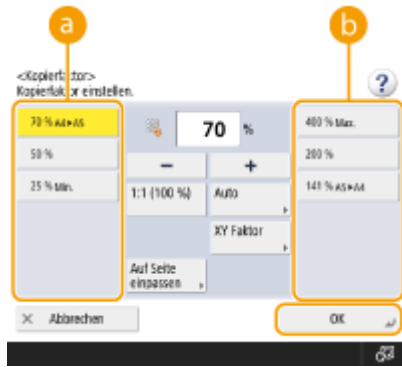 a
b
<Kopierfaktor>
Kopierfaktor einstellen.
?
70 % A4▶A5
70 %
400 % Max.
50 %
− +
200 %
25 % Min.
1:1 (100 %) Auto
141 % A5▶A4
XY Faktor
Auf Seite
einpassen
× Abbrechen
OK